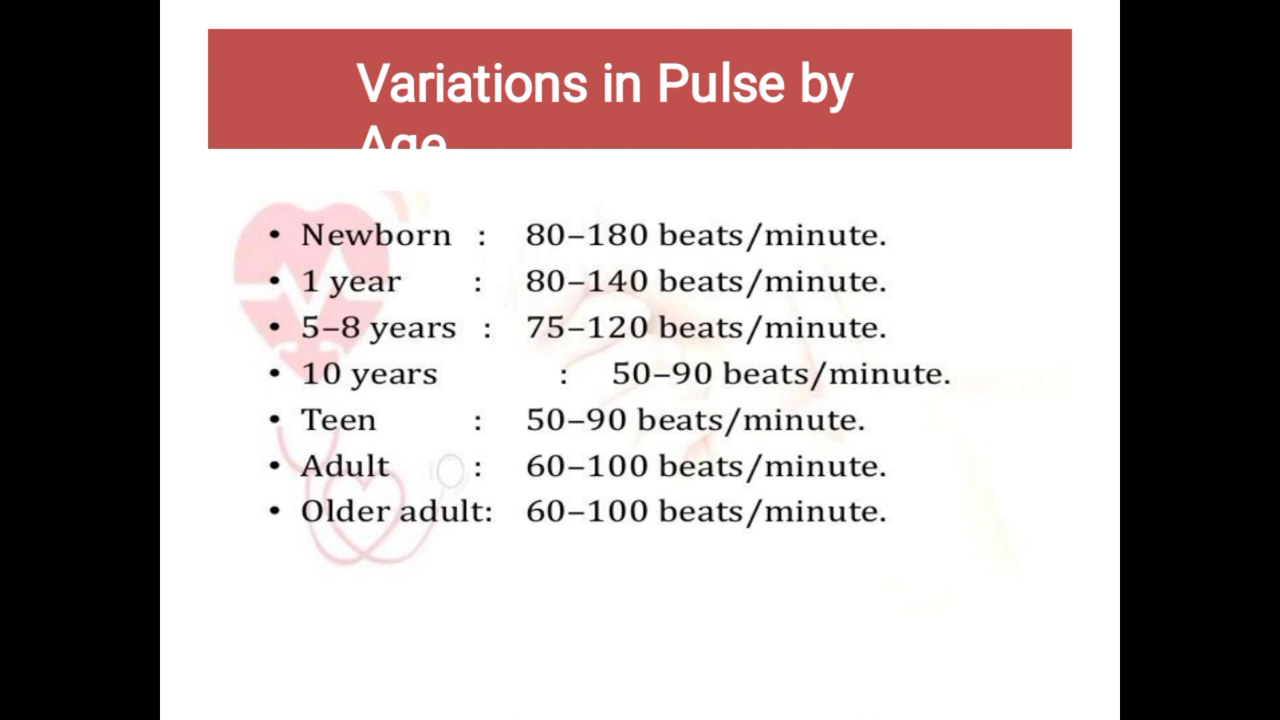 Variations in Pulse by
Age
• Newborn : 80–180 beats/minute.
• 1 year : 80–140 beats/minute.
• 5–8 years : 75–120 beats/minute.
• 10 years : 50–90 beats/minute.
• Teen : 50–90 beats/minute.
• Adult : 60–100 beats/minute.
• Older adult: 60–100 beats/minute.